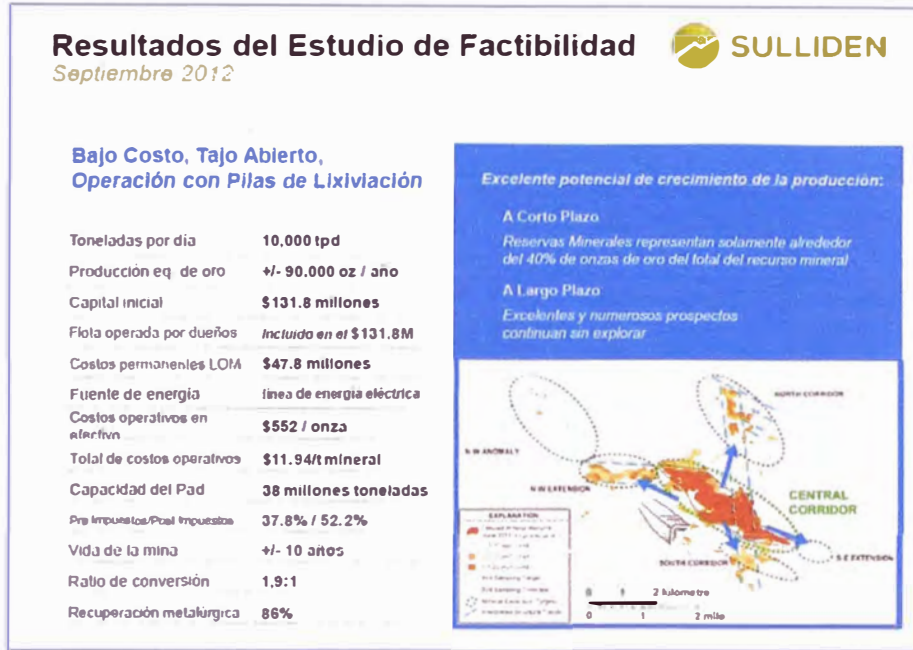 Resultados del Estudio de Factibilidad
SULLIDEN
Septiembre 2012
Bajo Costo, Tajo Abierto,
Operación con Pilas de Lixiviación
Toneladas por día 10,000 tpd
Producción eq. de oro +/- 90.000 oz / año
Capital inicial $131.8 millones
Flota operada por dueños Incluido en el $131.8M
Costos permanentes LOM $47.8 millones
Fuente de energía línea de energía eléctrica
Costos operativos en
efectivo $552 / onza
Total de costos operativos $11.94/t mineral
Capacidad del Pad 38 millones toneladas
Pre Impuestos/Post Impuestos 37.8% / 52.2%
Vida de la mina +/- 10 años
Ratio de conversión 1,9:1
Recuperación metalúrgica 86%
Excelente potencial de crecimiento de la producción:
A Corto Plazo
Reservas Minerales representan solamente alrededor
del 40% de onzas de oro del total del recurso mineral
A Largo Plazo
Excelentes y numerosos prospectos
continuan sin explorar
NORTH CORRIDOR
N W ANOMALY
N W EXTENSION
CENTRAL
CORRIDOR
S E EXTENSION
SOUTH CORRIDOR
EXPLANATION
0 1 2 kilometre
0 1 2 mile